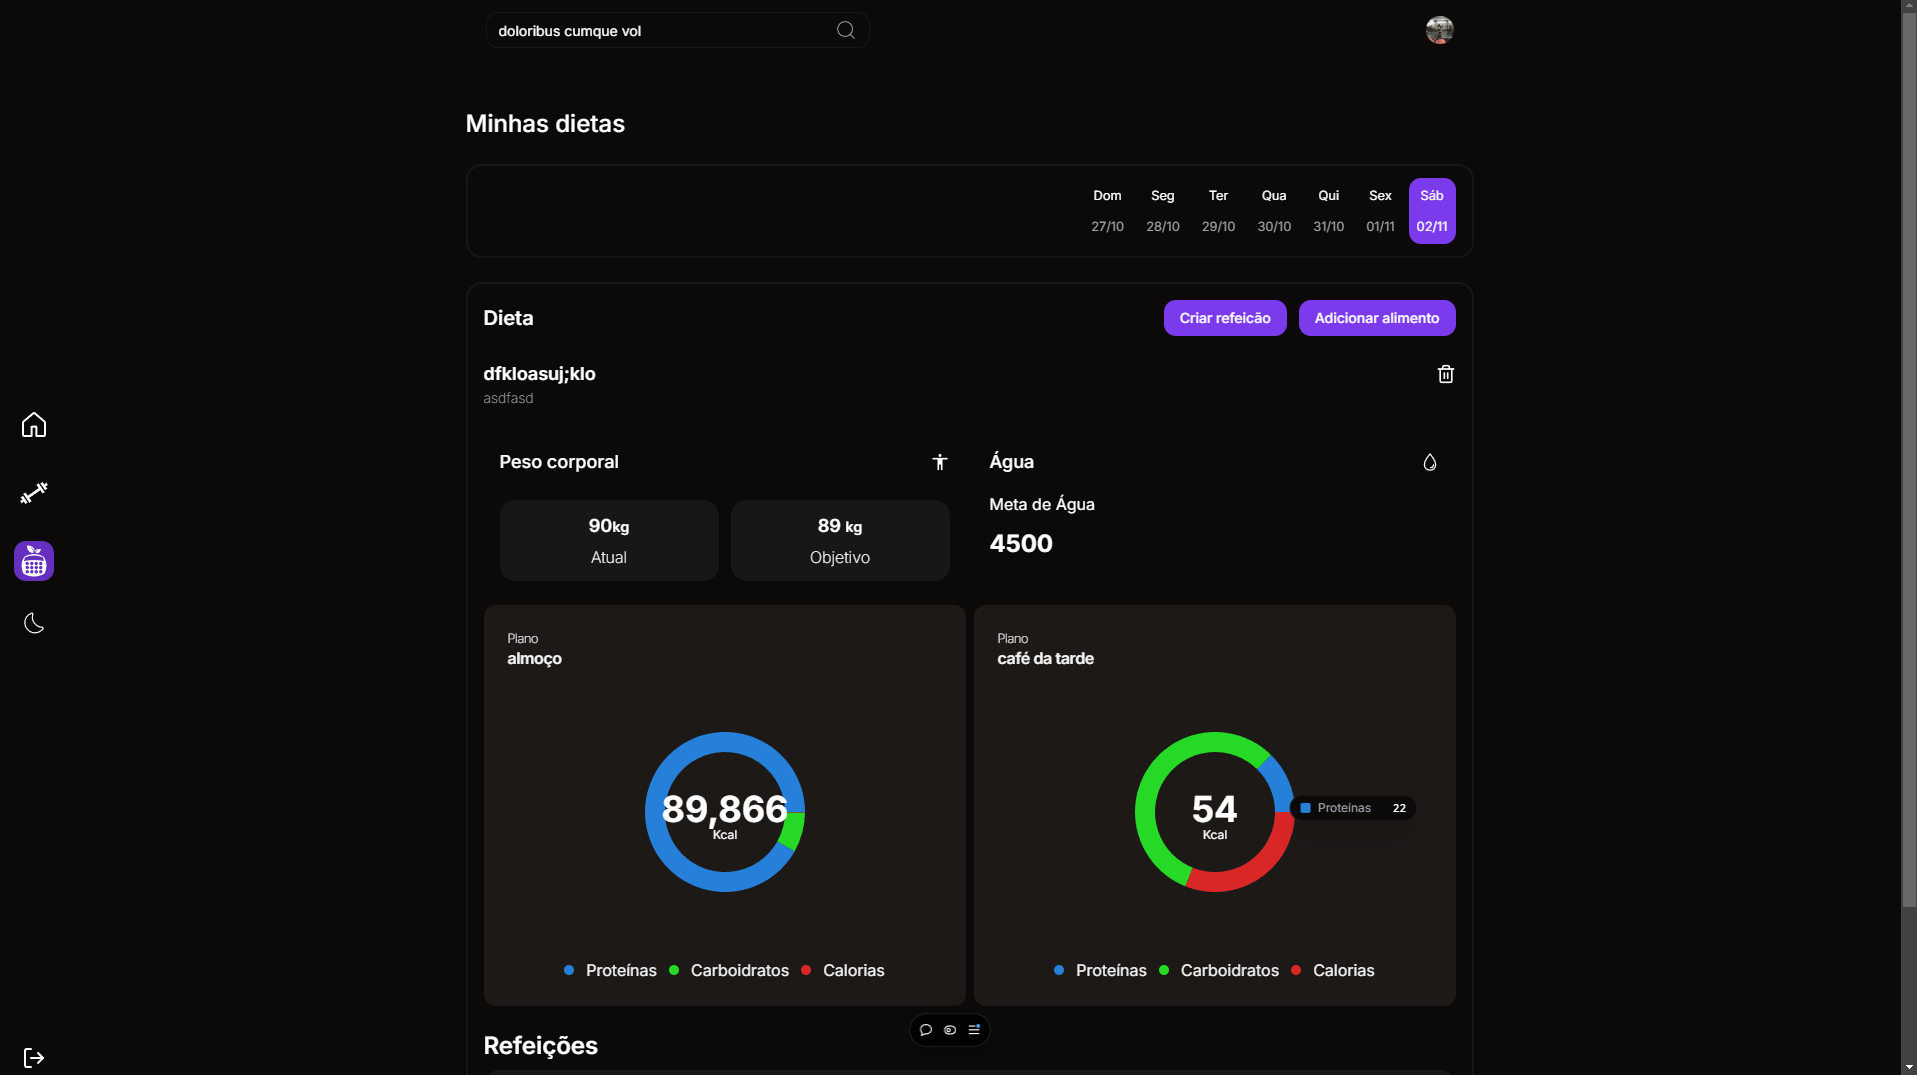 doloribus cumque vol
Minhas dietas
Dom Seg Ter Qua Qui Sex Sáb
27/10 28/10 29/10 30/10 31/10 01/11 02/11
Dieta
Criar refeicão Adicionar alimento
dfkloasuj;klo
asdfasd
Peso corporal
90kg
Atual
89 kg
Objetivo
Água
Meta de Água
4500
Plano
almoço
89,866
Kcal
Proteínas Carboidratos Calorias
Plano
café da tarde
54
Kcal
Proteínas 22
Proteínas Carboidratos Calorias
Refeições